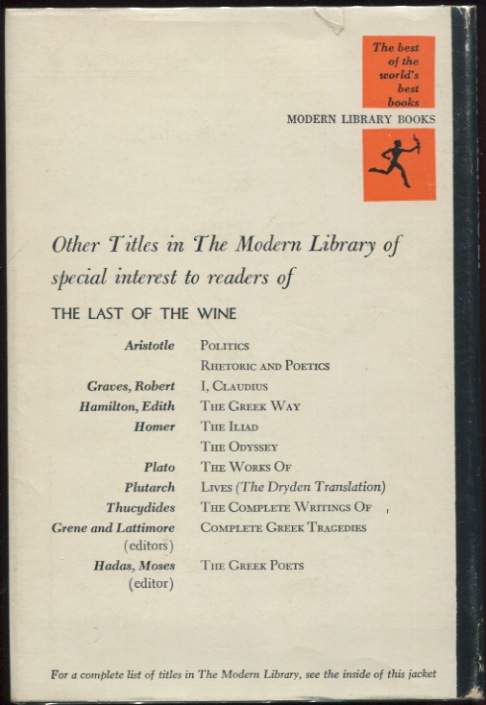 The best
of the
world's
best
books
MODERN LIBRARY BOOKS
Other Titles in The Modern Library of
special interest to readers of
THE LAST OF THE WINE
Aristotle POLITICS
RHETORIC AND POETICS
Graves, Robert I, CLAUDIUS
Hamilton, Edith THE GREEK WAY
Homer THE ILIAD
THE ODYSSEY
Plato THE WORKS OF
Plutarch LIVES (The Dryden Translation)
Thucydides THE COMPLETE WRITINGS OF
Grene and Lattimore COMPLETE GREEK TRAGEDIES
(editors)
Hadas, Moses THE GREEK POETS
(editor)
For a complete list of titles in The Modern Library, see the inside of this jacket